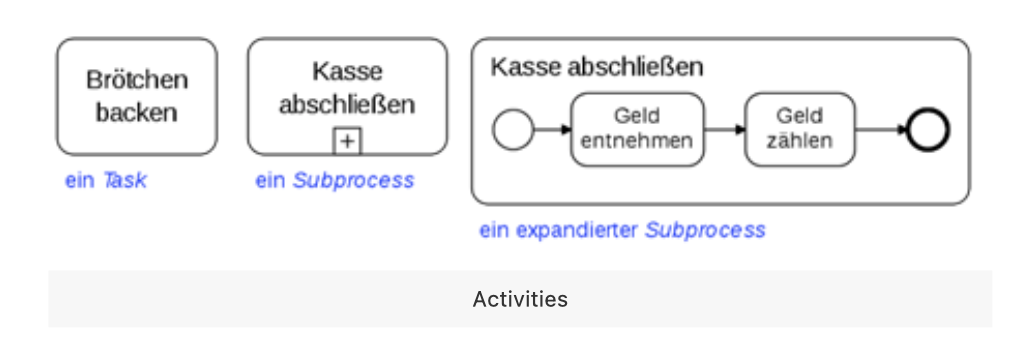 Brötchen
backen
ein Task
Kasse
abschließen
+
ein Subprocess
Kasse abschließen
Geld
entnehmen
Geld
zählen
ein expandierter Subprocess
Activities